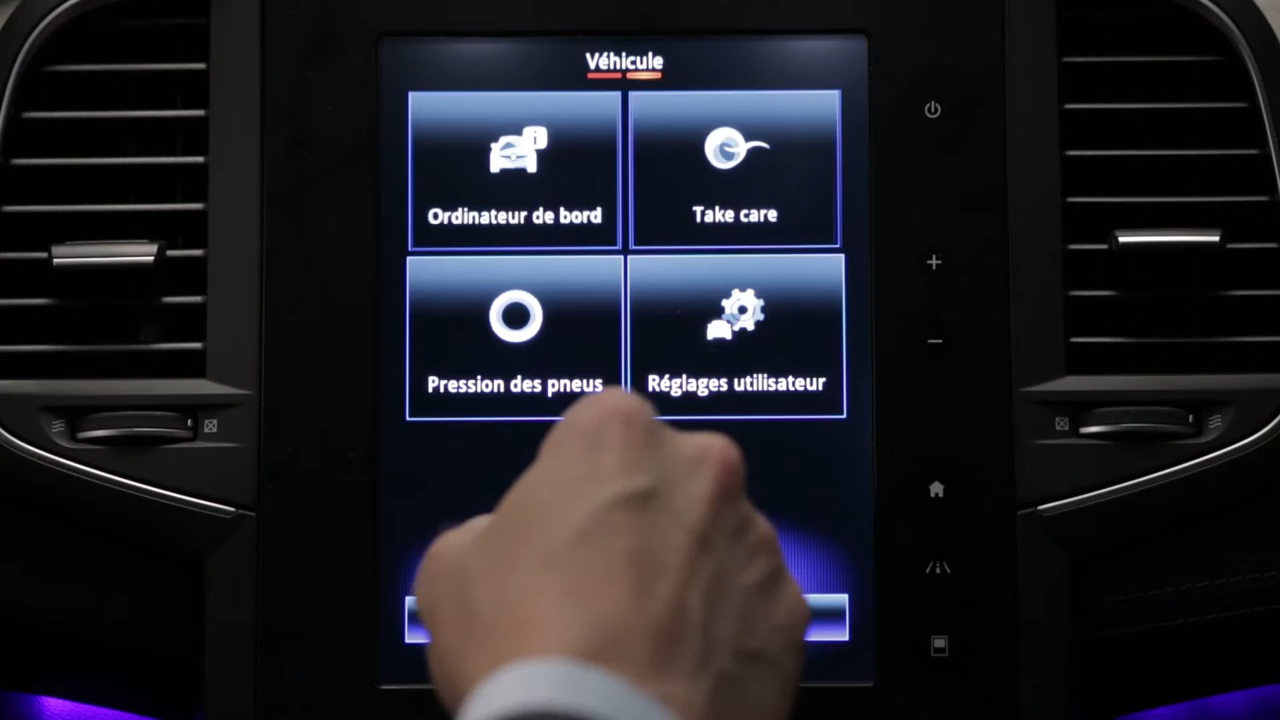 Véhicule
Ordinateur de bord
Take care
Pression des pneus
Réglages utilisateur